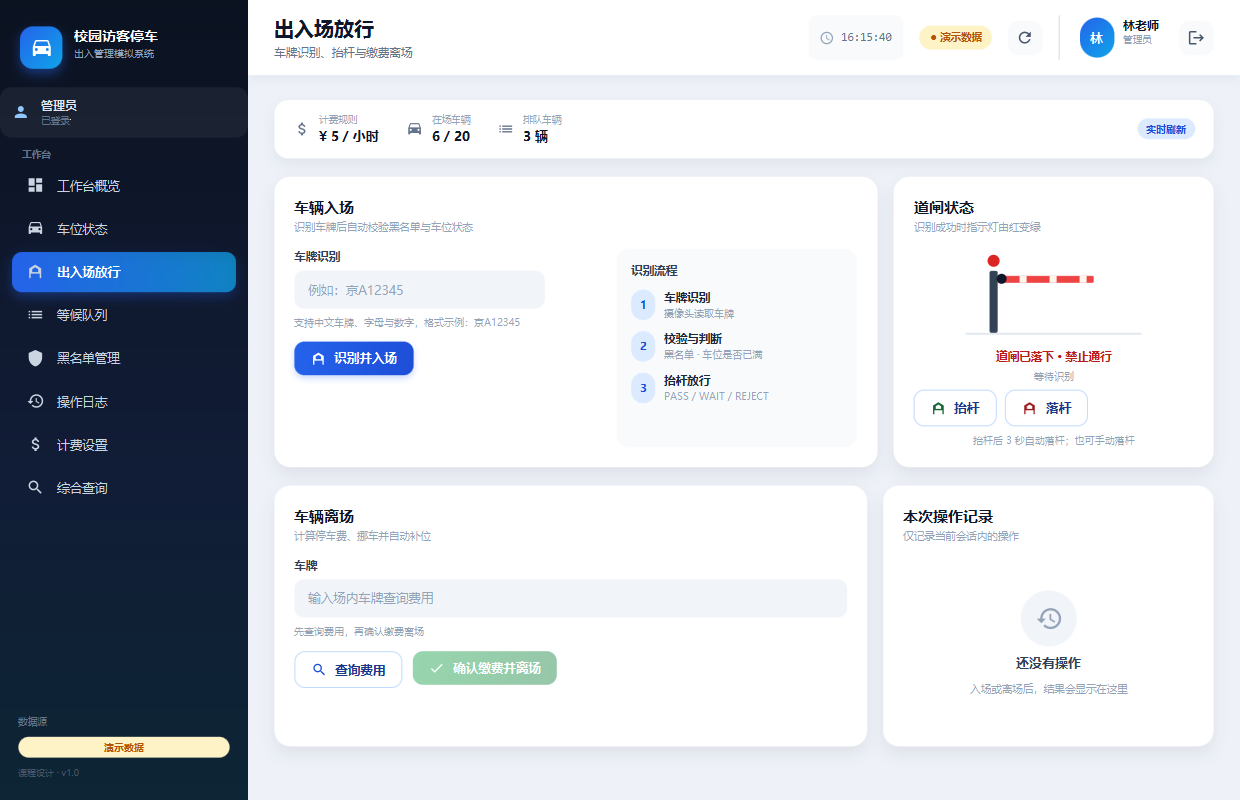 校园访客停车
出入管理模拟系统
管理员
已登录·
工作台
工作台概览
车位状态
出入场放行
等候队列
黑名单管理
操作日志
计费设置
综合查询
数据源
演示数据
课程设计 · v1.0
出入场放行
车牌识别、抬杆与缴费离场
16:15:40
● 演示数据
林
林老师
管理员
计费规则
¥ 5 / 小时
在场车辆
6 / 20
排队车辆
3 辆
实时刷新
车辆入场
识别车牌后自动校验黑名单与车位状态
车牌识别
例如：京A12345
支持中文车牌、字母与数字，格式示例：京A12345
识别并入场
识别流程
1
车牌识别
摄像头读取车牌
2
校验与判断
黑名单 · 车位是否已满
3
抬杆放行
PASS / WAIT / REJECT
道闸状态
识别成功时指示灯由红变绿
道闸已落下 • 禁止通行
等待识别
抬杆
落杆
抬杆后 3 秒自动落杆；也可手动落杆
车辆离场
计算停车费、挪车并自动补位
车牌
输入场内车牌查询费用
先查询费用，再确认缴费离场
查询费用
确认缴费并离场
本次操作记录
仅记录当前会话内的操作
还没有操作
入场或离场后，结果会显示在这里